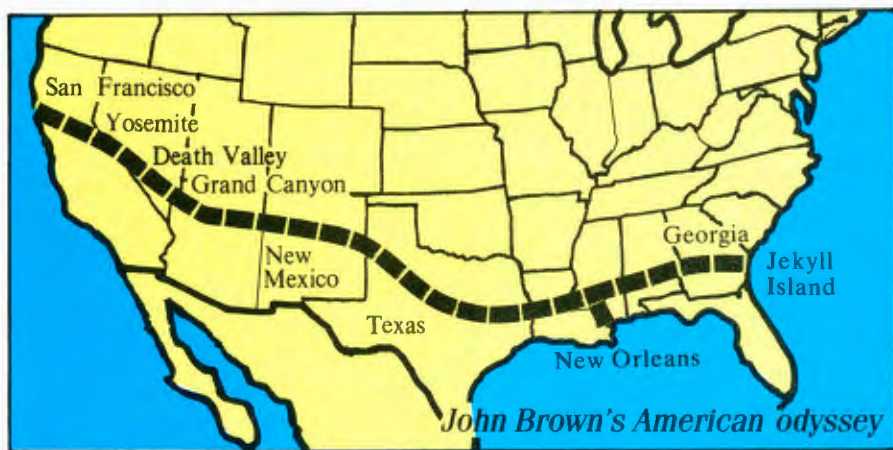 San Francisco
Yosemite
Death Valley
Grand Canyon
New
Mexico
Texas
Georgia
Jekyll
Island
New Orleans
John Brown's American odyssey